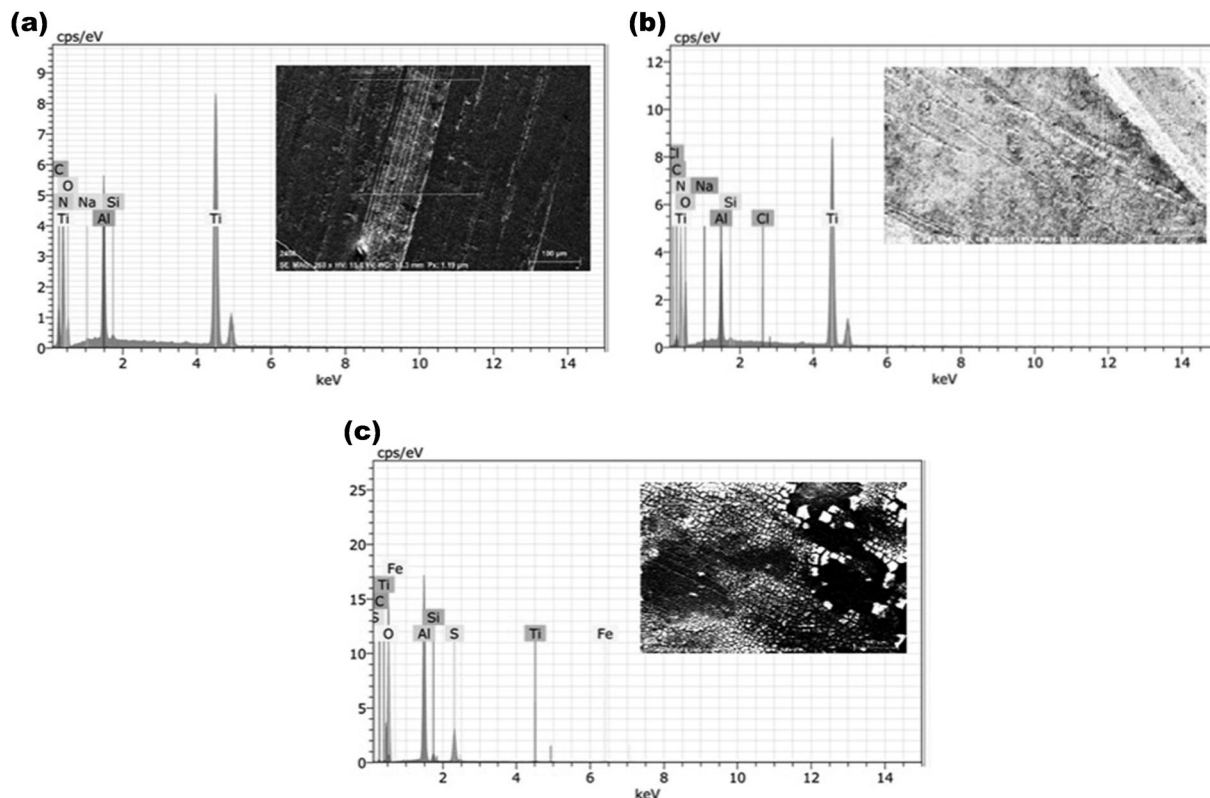 (a)
cps/eV
9
8
7
6
5
4
3
2
1
0
C
O
N Na Si
Ti Al Ti
2 4 6 8 10 12 14
keV
100 µm
(b)
cps/eV
12
10
8
6
4
2
0
Cl
C
N Na
O Si
Ti Al Cl Ti
2 4 6 8 10 12 14
keV
(c)
cps/eV
25
20
15
10
5
0
Fe
Ti
C
S Si
O Al S Ti Fe
2 4 6 8 10 12 14
keV